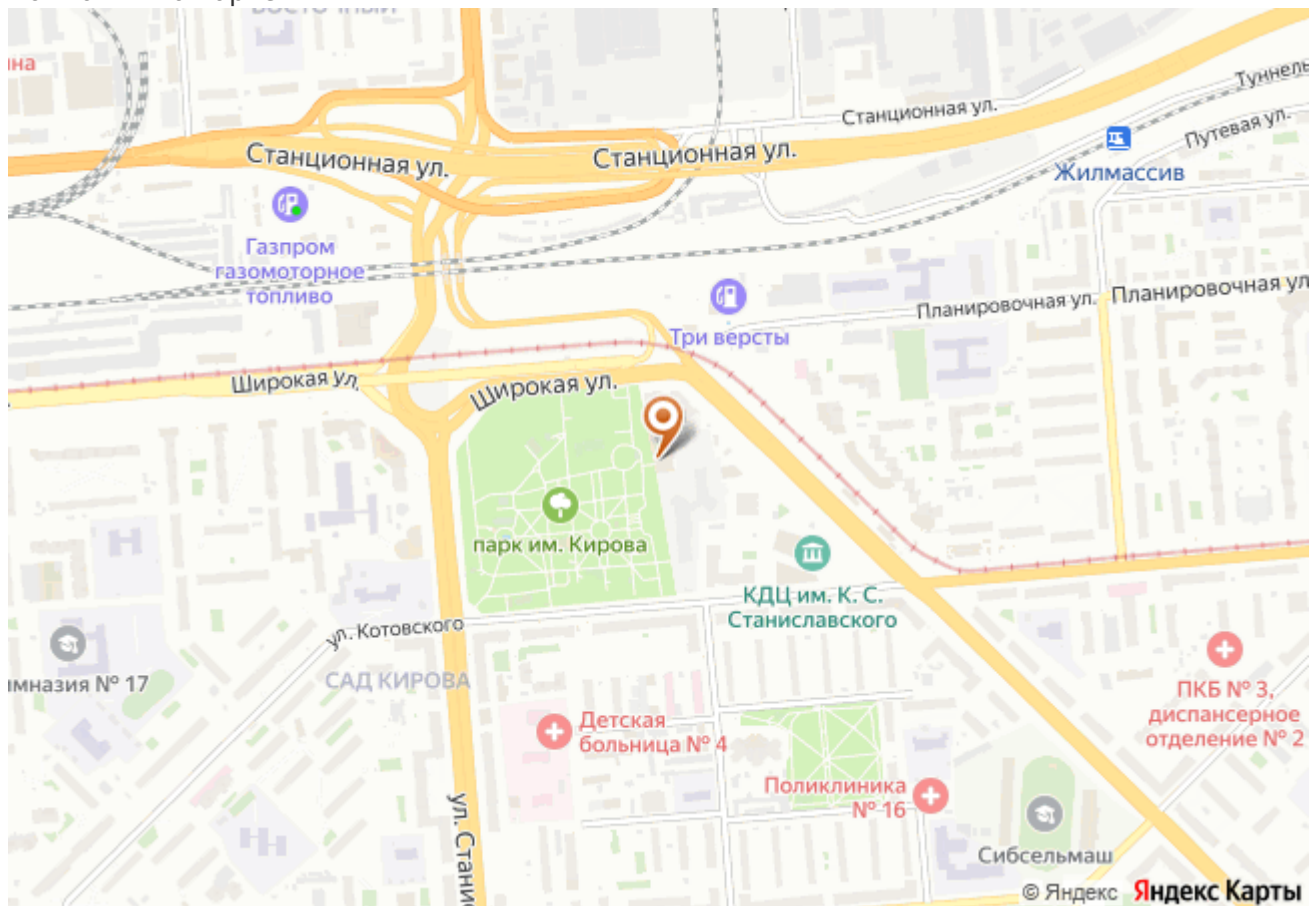 ВОСТОЧНЫЙ
на
Туннель
Станционная ул.
Путевая ул.
Станционная ул.
Станционная ул.
Жилмассив
Газпром
газомоторное
топливо
Планировочная ул.
Планировочная ул
Три версты
Широкая ул.
Широкая ул.
парк им. Кирова
КДЦ им. К. С.
Станиславского
ул. Котовского
САД КИРОВА
имназия № 17
ПКБ № 3,
диспансерное
отделение № 2
Детская
больница № 4
Поликлиника
№ 16
ул. Стани
Сибсельмаш
© Яндекс Яндекс Карты